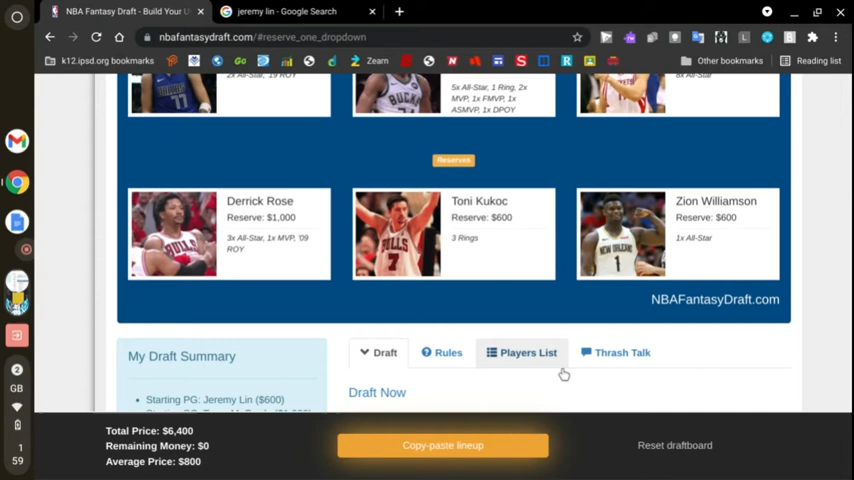 NBA Fantasy Draft - Build Your U
jeremy lin - Google Search
nbafantasydraft.com/#reserve_one_dropdown
k12.ipsd.org bookmarks
Zearn
Other bookmarks
Reading list
2x All-Star, '19 ROY
5x All-Star, 1 Ring, 2x
MVP, 1x FMVP, 1x
ASMVP, 1x DPOY
8x All-Star
Reserves
Derrick Rose
Reserve: $1,000
3x All-Star, 1x MVP, '09
ROY
Toni Kukoc
Reserve: $600
3 Rings
Zion Williamson
Reserve: $600
1x All-Star
NBAFantasyDraft.com
My Draft Summary
Starting PG: Jeremy Lin ($600)
Draft
Rules
Players List
Thrash Talk
Draft Now
Total Price: $6,400
Remaining Money: $0
Average Price: $800
Copy-paste lineup
Reset draftboard
2
GB
1
59